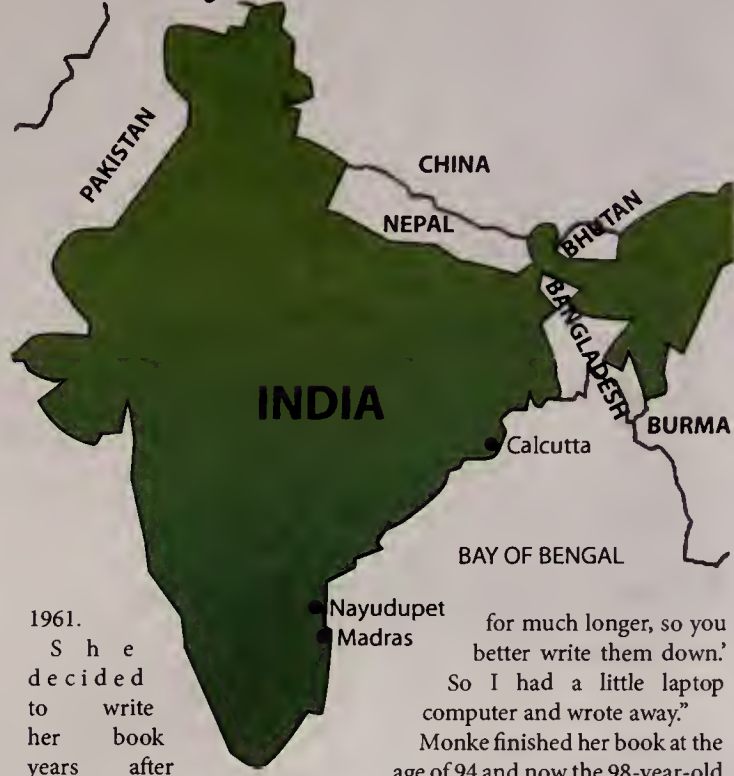 PAKISTAN
CHINA
NEPAL
BHUTAN
BANGLADESH
INDIA
BURMA
Calcutta
BAY OF BENGAL
Nayudupet
Madras
1961.
She
decided
to write
her book
years after
for much longer, so you
better write them down.’
So I had a little laptop
computer and wrote away.”
Monke finished her book at the
age of 94 and now the 98-year-old